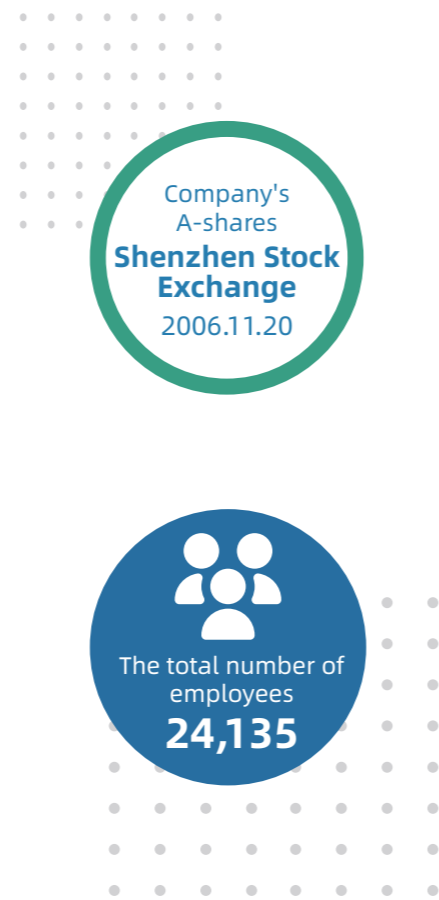 Company's
A-shares
Shenzhen Stock
Exchange
2006.11.20
The total number of
employees
24,135